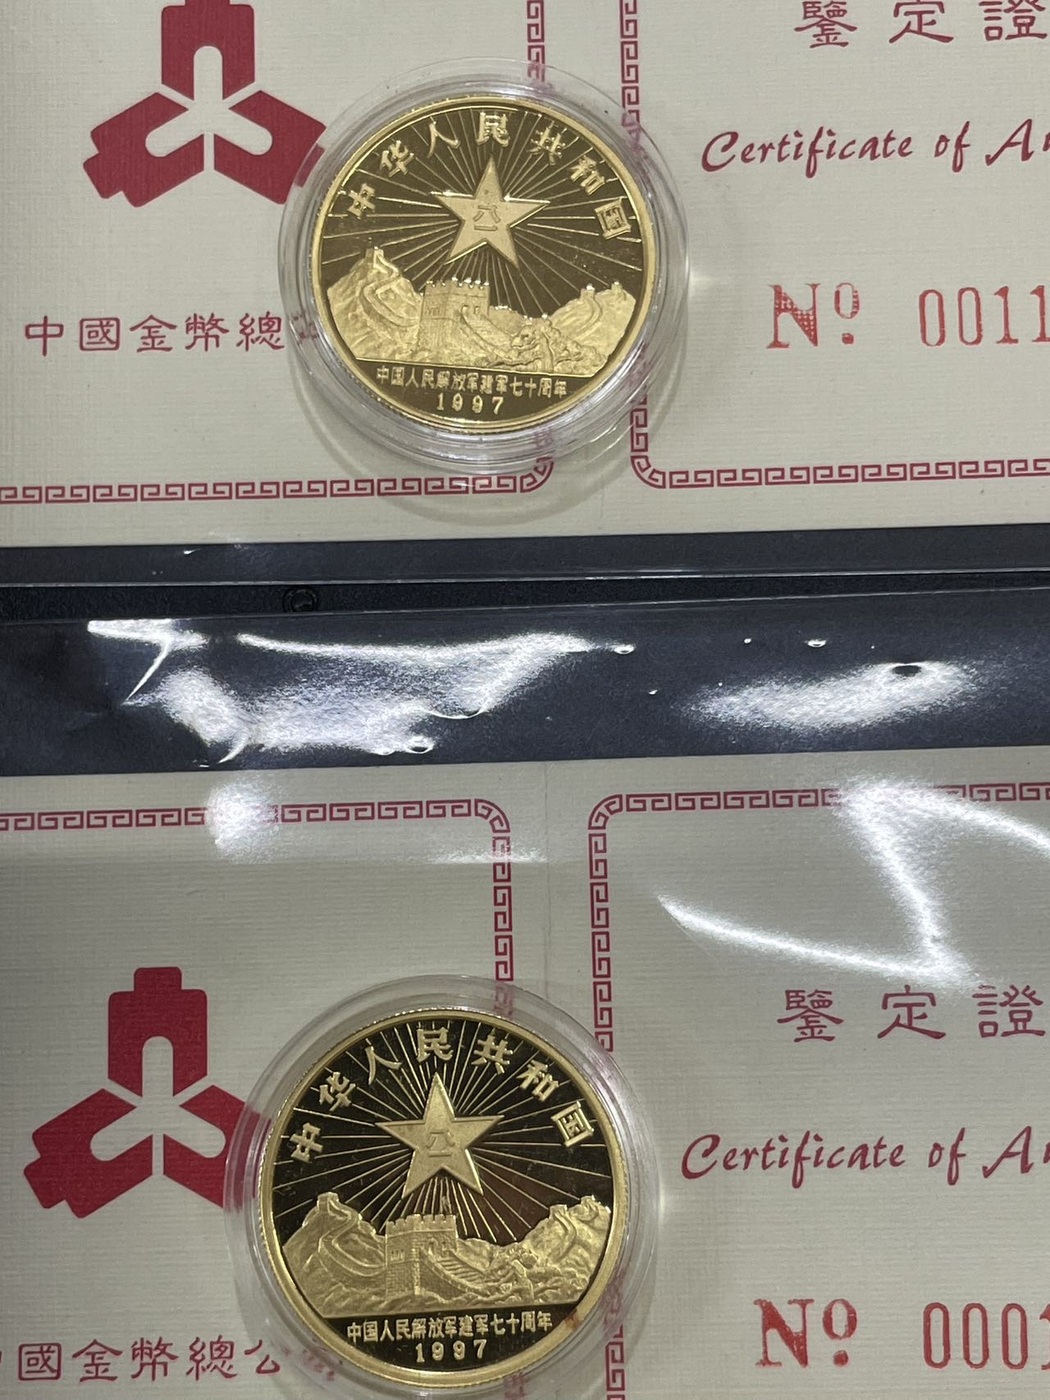 鑒定證
Certificate of
中华人民共和国
八一
中国人民解放军建军七十周年
1997
中國金幣總
Nº 0011
鑒定證
Certificate of
中华人民共和国
八一
中国人民解放军建军七十周年
1997
國金幣總公
Nº 000